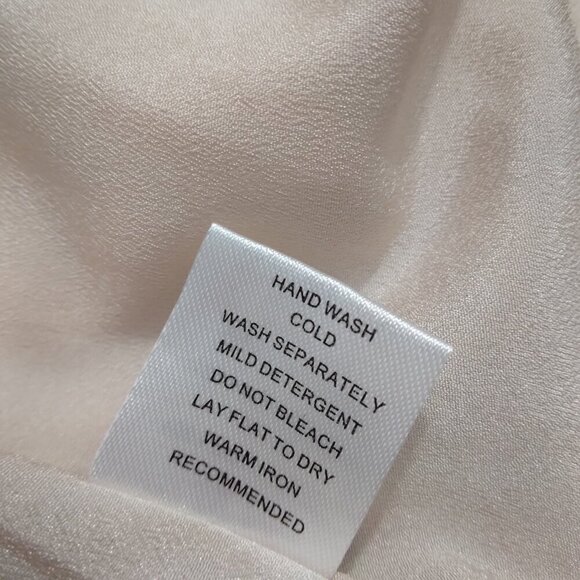 HAND WASH
COLD
WASH SEPARATELY
MILD DETERGENT
DO NOT BLEACH
LAY FLAT TO DRY
WARM IRON
RECOMMENDED